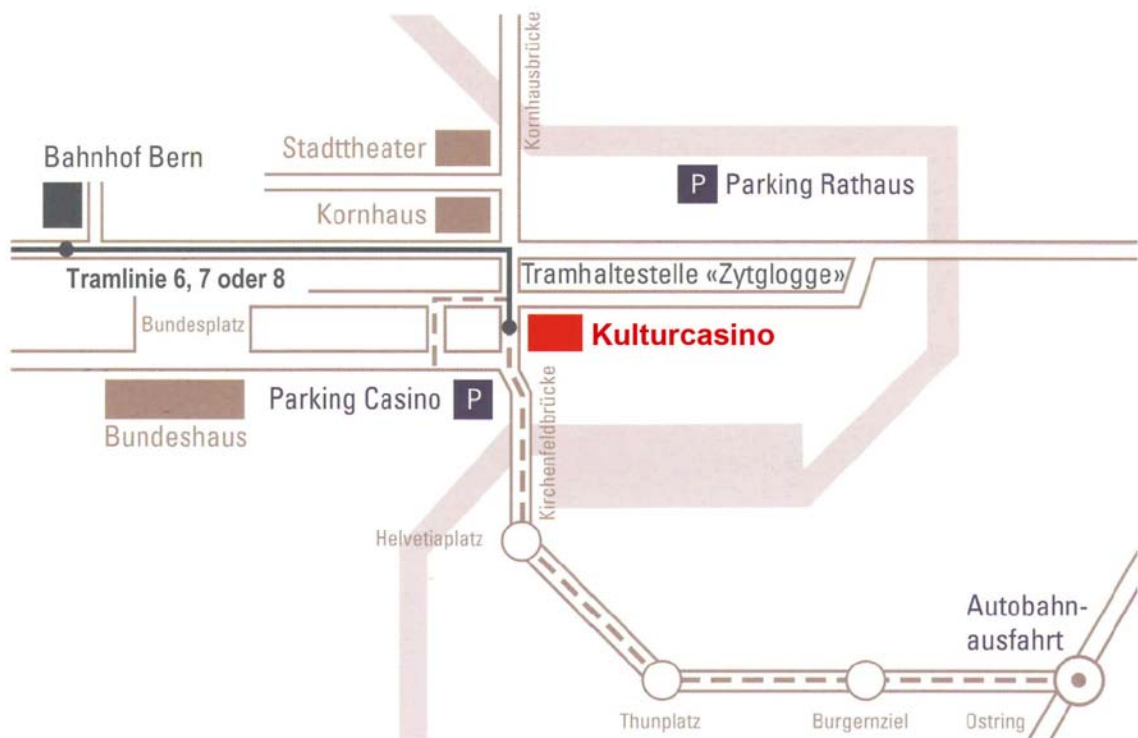 Kornhausbrücke
Stadttheater
Bahnhof Bern
P Parking Rathaus
Kornhaus
Tramlinie 6, 7 oder 8
Tramhaltestelle «Zytglogge»
Bundesplatz
Kulturcasino
Parking Casino P
Bundeshaus
Kirchenfeldbrücke
Helvetiaplatz
Autobahn-
ausfahrt
Thunplatz
Burgernziel
Ostring